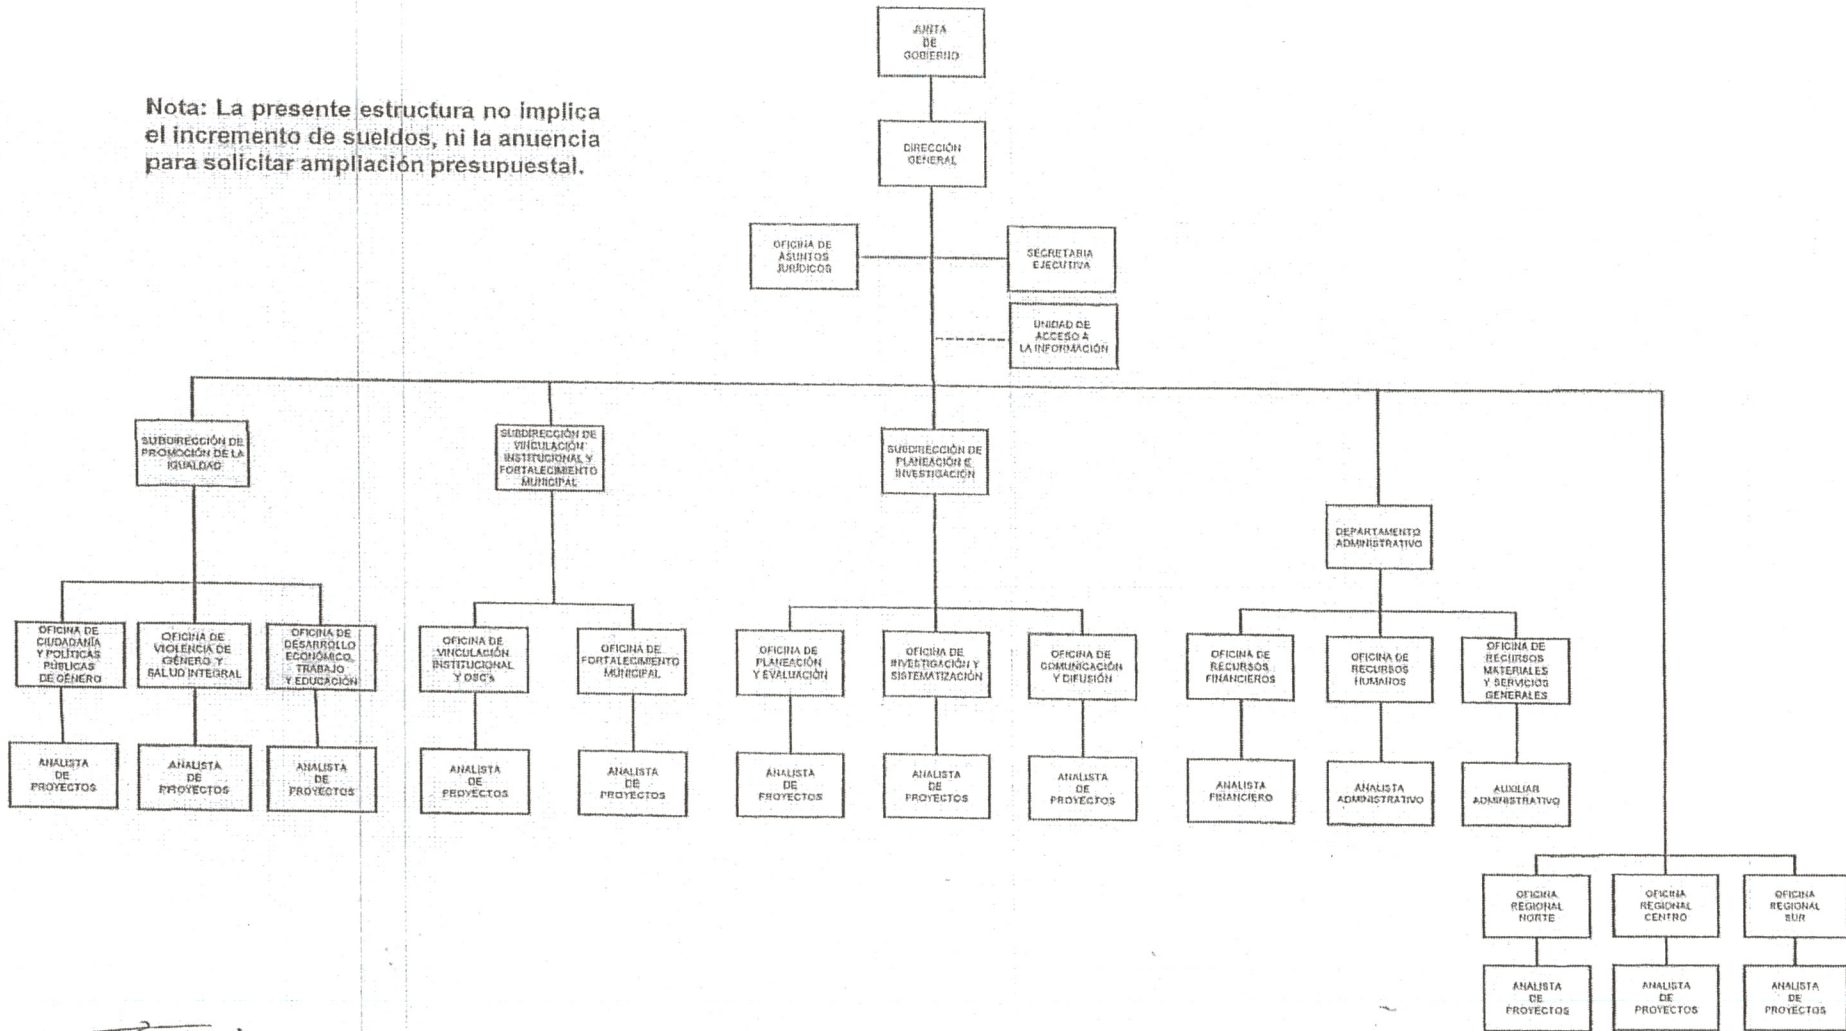 JUNTA
DE
GOBIERNO
Nota: La presente estructura no implica
el incremento de sueldos, ni la anuencia
para solicitar ampliación presupuestal.
DIRECCIÓN
GENERAL
OFICINA DE
ASUNTOS
JURÍDICOS
SECRETARIA
EJECUTIVA
UNIDAD DE
ACCESO A
LA INFORMACIÓN
SUBDIRECCIÓN DE
PROMOCIÓN DE LA
IGUALDAD
SUBDIRECCIÓN DE
VINCULACIÓN
INSTITUCIONAL Y
FORTALECIMIENTO
MUNICIPAL
SUBDIRECCIÓN DE
PLANEACIÓN E
INVESTIGACIÓN
DEPARTAMENTO
ADMINISTRATIVO
OFICINA DE
CIUDADANÍA
Y POLÍTICAS
PÚBLICAS
DE GÉNERO
OFICINA DE
VIOLENCIA DE
GÉNERO Y
SALUD INTEGRAL
OFICINA DE
DESARROLLO
ECONÓMICO,
TRABAJO
Y EDUCACIÓN
OFICINA DE
VINCULACIÓN
INSTITUCIONAL
Y OSC's
OFICINA DE
FORTALECIMIENTO
MUNICIPAL
OFICINA DE
PLANEACIÓN
Y EVALUACIÓN
OFICINA DE
INVESTIGACIÓN Y
SISTEMATIZACIÓN
OFICINA DE
COMUNICACIÓN
Y DIFUSIÓN
OFICINA DE
RECURSOS
FINANCIEROS
OFICINA DE
RECURSOS
HUMANOS
OFICINA DE
RECURSOS
MATERIALES
Y SERVICIOS
GENERALES
ANALISTA
DE
PROYECTOS
ANALISTA
DE
PROYECTOS
ANALISTA
DE
PROYECTOS
ANALISTA
DE
PROYECTOS
ANALISTA
DE
PROYECTOS
ANALISTA
DE
PROYECTOS
ANALISTA
DE
PROYECTOS
ANALISTA
DE
PROYECTOS
ANALISTA
FINANCIERO
ANALISTA
ADMINISTRATIVO
AUXILIAR
ADMINISTRATIVO
OFICINA
REGIONAL
NORTE
OFICINA
REGIONAL
CENTRO
OFICINA
REGIONAL
SUR
ANALISTA
DE
PROYECTOS
ANALISTA
DE
PROYECTOS
ANALISTA
DE
PROYECTOS